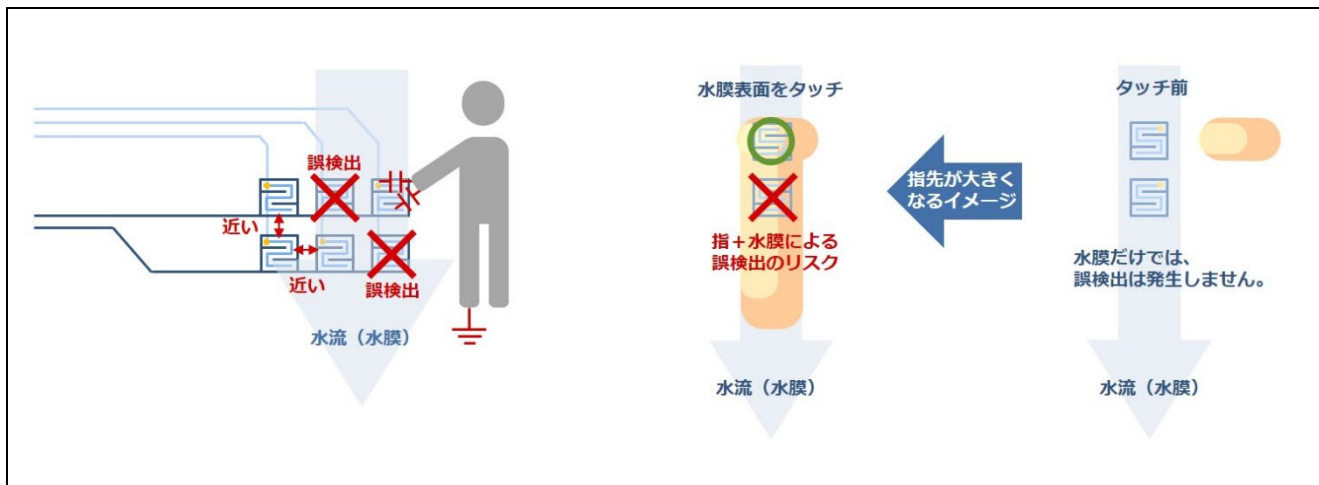 誤検出
近い
近い
誤検出
水流（水膜）
水膜表面をタッチ
指＋水膜による
誤検出のリスク
水流（水膜）
指先が大きく
なるイメージ
タッチ前
水膜だけでは、
誤検出は発生しません。
水流（水膜）